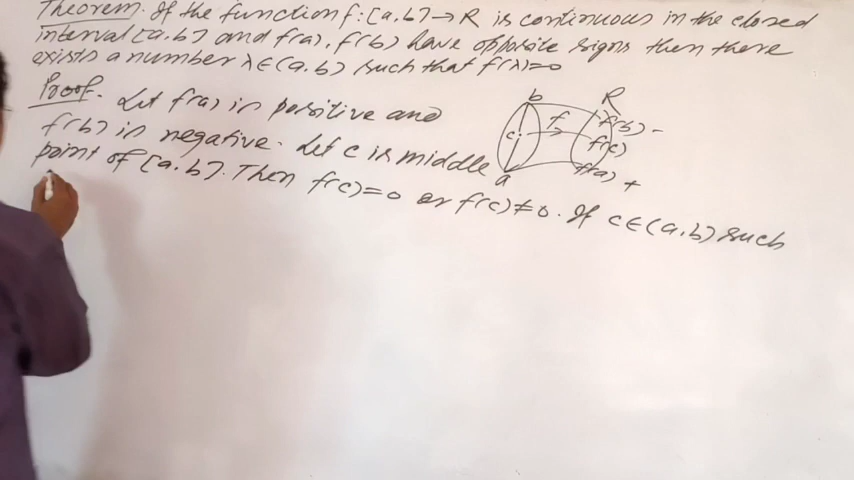 Theorem. If the function f: [a,b] → R is continuous in the closed
interval [a,b] and f(a), f(b) have opposite signs then there
exists a number λ∈(a,b) such that f(λ)=0
Proof. Let f(a) is positive and
f(b) is negative. Let c is middle
point of [a,b]. Then f(c)=0 or f(c)≠0. If c∈(a,b) such
b
R
f
f(b) -
c
f(c)
a
f(a) +